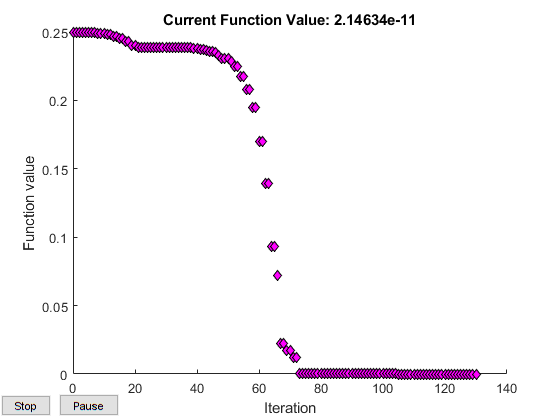 Current Function Value: 2.14634e-11
0.25
0.2
0.15
0.1
0.05
0
Function value
0 20 40 60 80 100 120 140
Iteration
Stop Pause